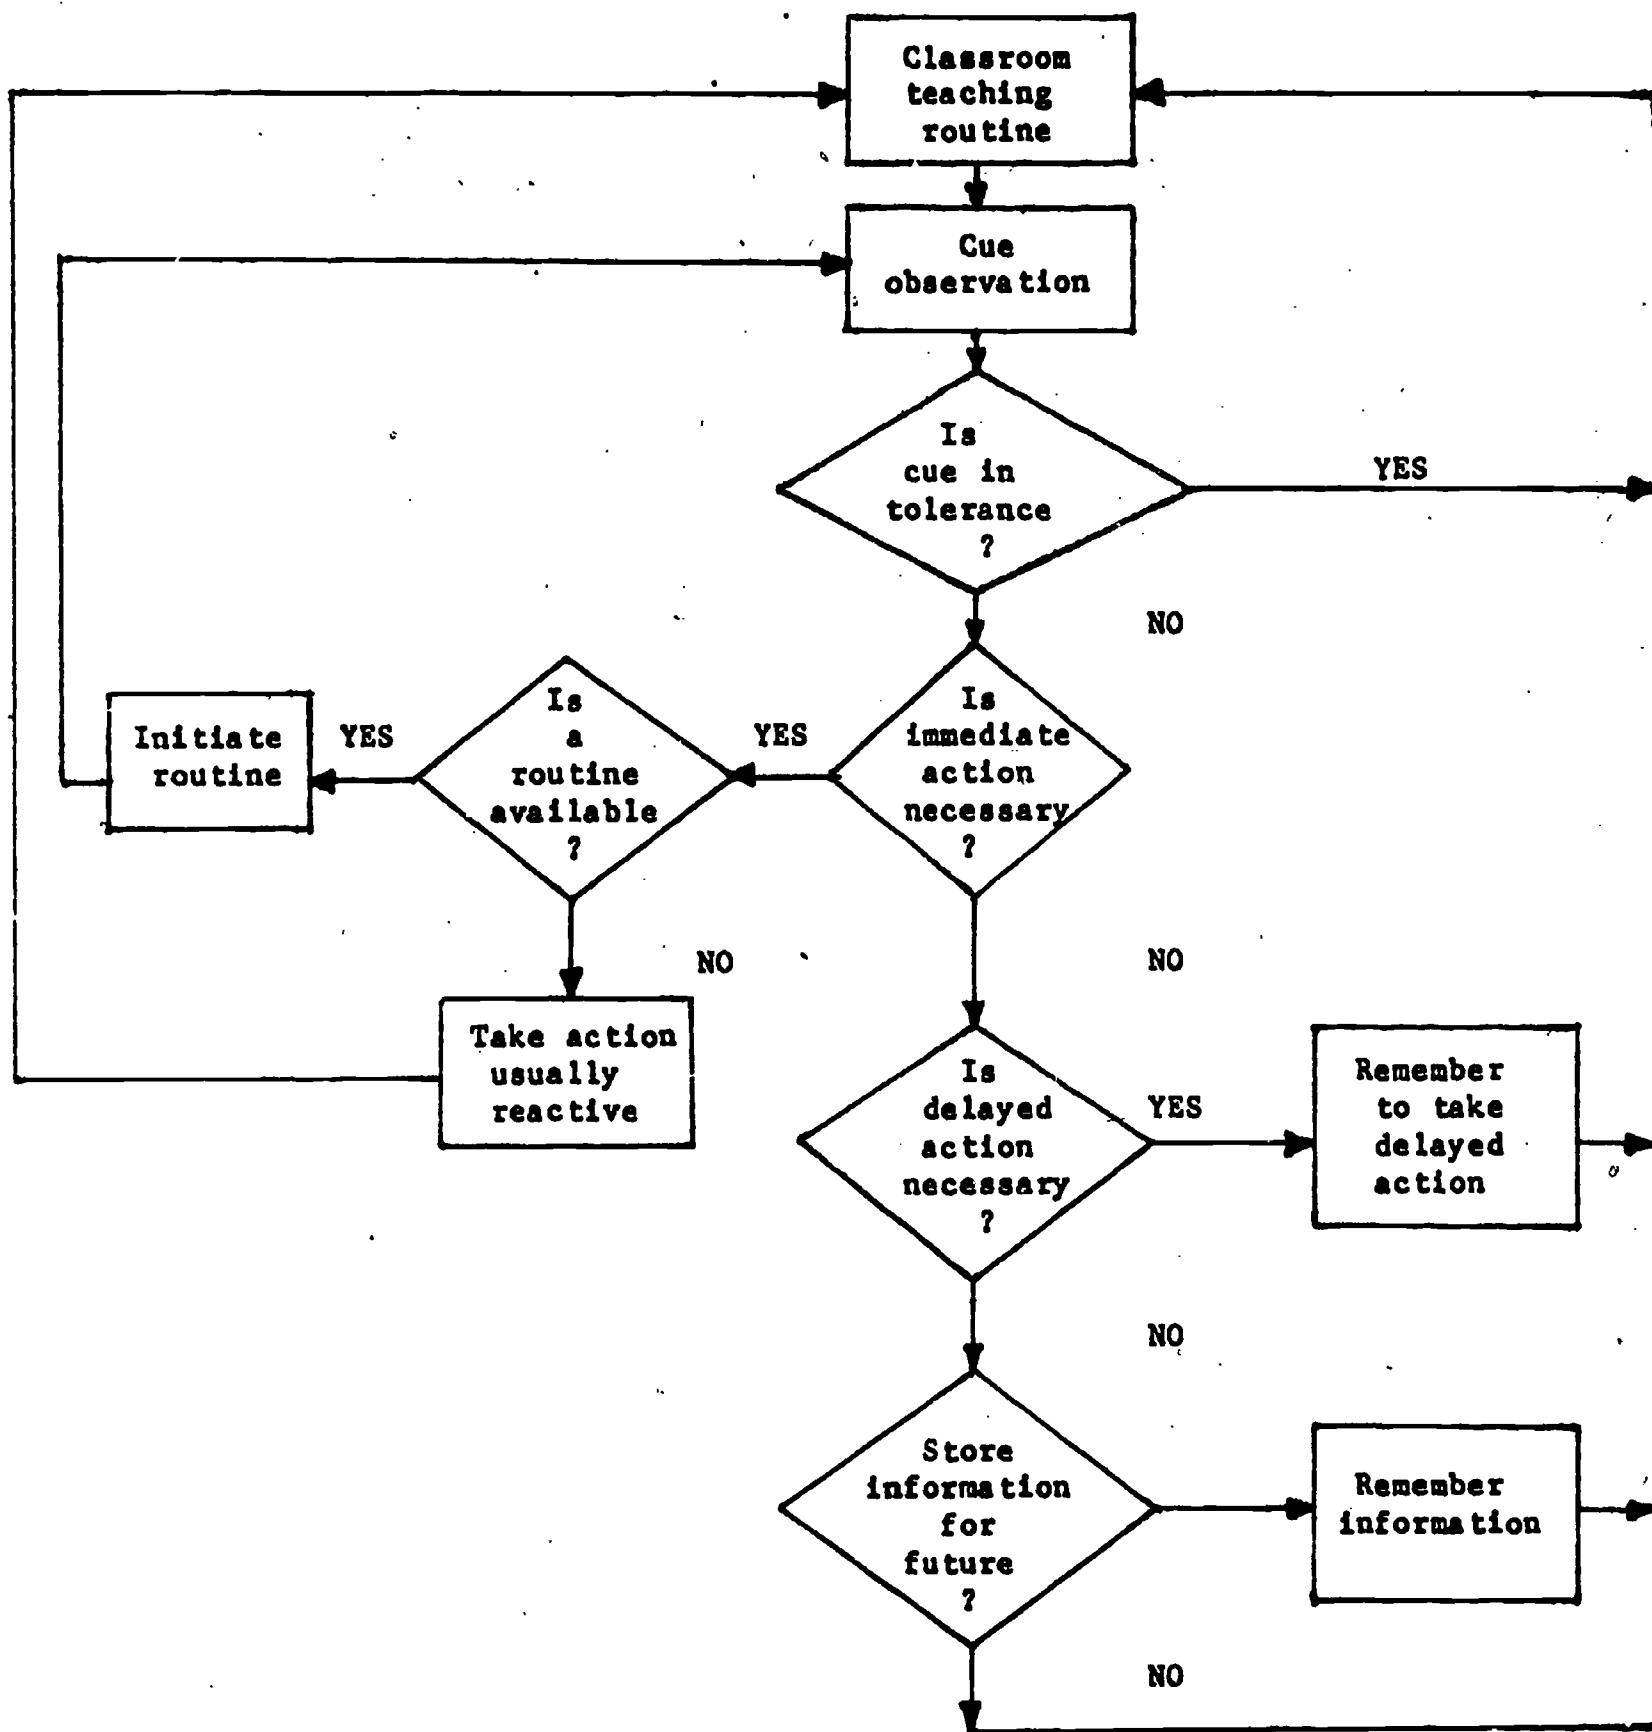 Classroom
teaching
routine
Cue
observation
Is
cue in
tolerance
?
YES
NO
Initiate
routine
YES
Is
a
routine
available
?
YES
Is
immediate
action
necessary
?
NO
NO
Take action
usually
reactive
Is
delayed
action
necessary
?
YES
Remember
to take
delayed
action
NO
Store
information
for
future
?
Remember
information
NO